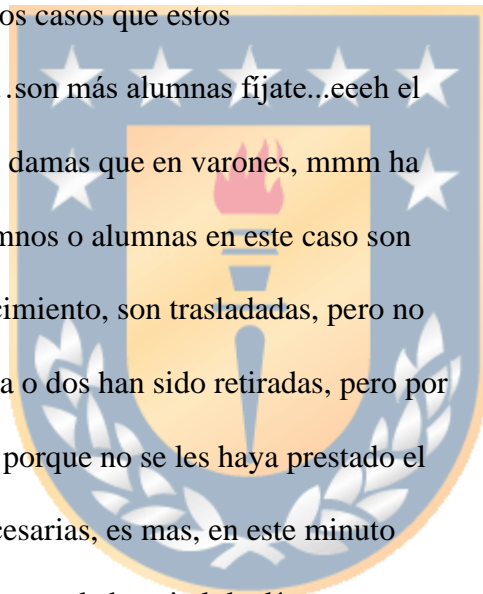 os casos que estos
.son más alumnas fíjate...eeeh el
damas que en varones, mmm ha
mnos o alumnas en este caso son
cimiento, son trasladadas, pero no
a o dos han sido retiradas, pero por
porque no se les haya prestado el
cesarias, es mas, en este minuto